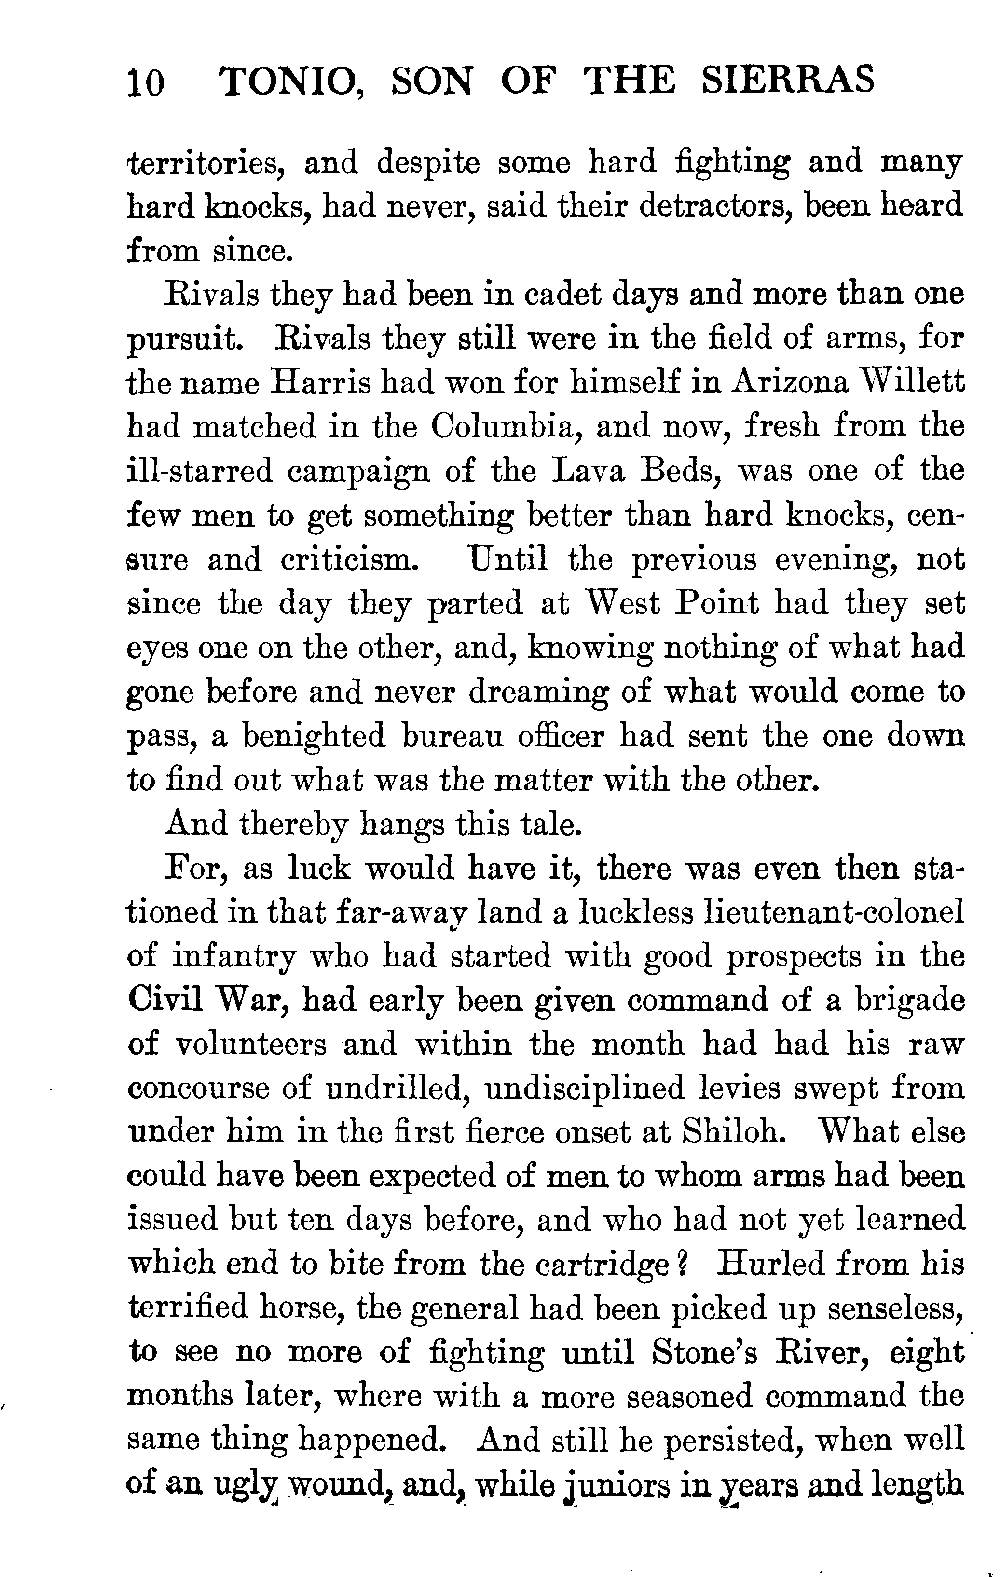 10 TONIO, SON OF THE SIERRAS
territories, and despite some hard fighting and many
hard knocks, had never, said their detractors, been heard
from since.
Rivals they had been in cadet days and more than one
pursuit. Rivals they still were in the field of arms, for
the name Harris had won for himself in Arizona Willett
had matched in the Columbia, and now, fresh from the
ill-starred campaign of the Lava Beds, was one of the
few men to get something better than hard knocks, cen-
sure and criticism. Until the previous evening, not
since the day they parted at West Point had they set
eyes one on the other, and, knowing nothing of what had
gone before and never dreaming of what would come to
pass, a benighted bureau officer had sent the one down
to find out what was the matter with the other.
And thereby hangs this tale.
For, as luck would have it, there was even then sta-
tioned in that far-away land a luckless lieutenant-colonel
of infantry who had started with good prospects in the
Civil War, had early been given command of a brigade
of volunteers and within the month had had his raw
concourse of undrilled, undisciplined levies swept from
under him in the first fierce onset at Shiloh. What else
could have been expected of men to whom arms had been
issued but ten days before, and who had not yet learned
which end to bite from the cartridge? Hurled from his
terrified horse, the general had been picked up senseless,
to see no more of fighting until Stone's River, eight
months later, where with a more seasoned command the
same thing happened. And still he persisted, when well
of an ugly wound, and, while juniors in years and length